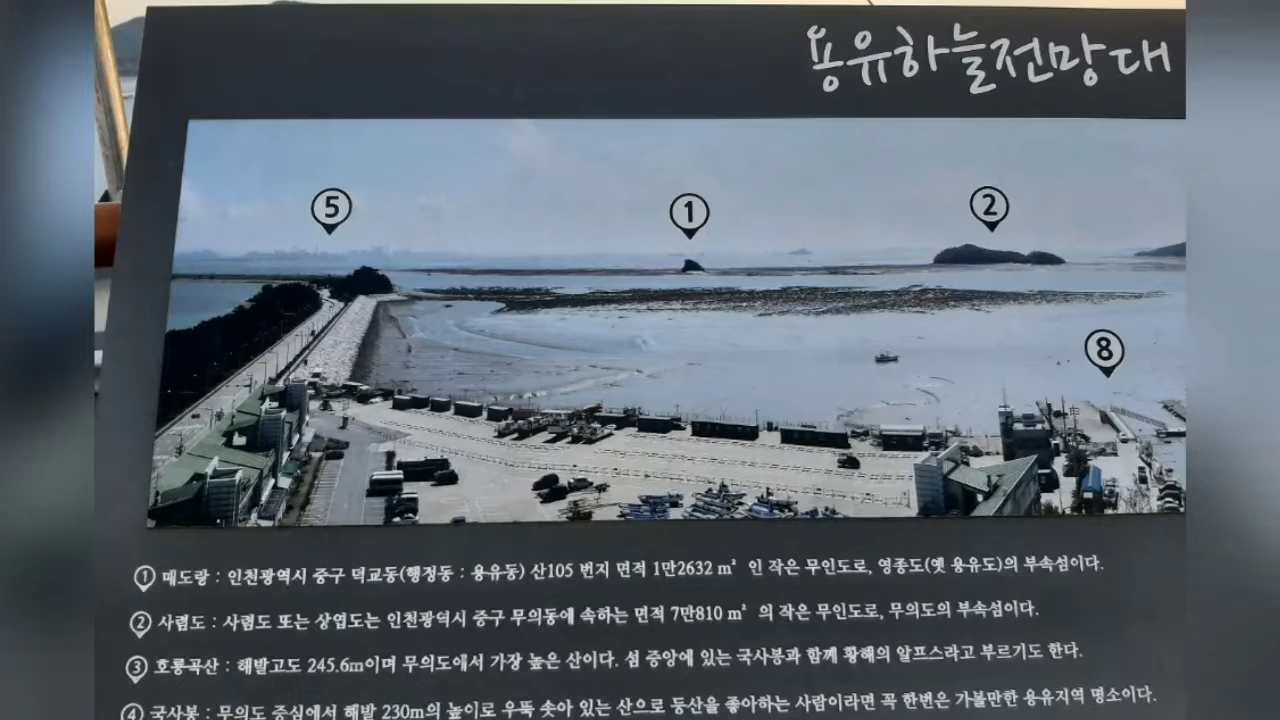 용유하늘전망대
⑤
①
②
⑧
① 매도랑 : 인천광역시 중구 덕교동(행정동 : 용유동) 산105 번지 면적 1만2632 m² 인 작은 무인도로, 영종도(옛 용유도)의 부속섬이다.
② 사렴도 : 사렴도 또는 상엽도는 인천광역시 중구 무의동에 속하는 면적 7만810 m² 의 작은 무인도로, 무의도의 부속섬이다.
③ 호룡곡산 : 해발고도 245.6m이며 무의도에서 가장 높은 산이다. 섬 중앙에 있는 국사봉과 함께 황해의 알프스라고 부르기도 한다.
④ 국사봉 : 무의도 중심에서 해발 230m의 높이로 우뚝 솟아 있는 산으로 등산을 좋아하는 사람이라면 꼭 한번은 가볼만한 용유지역 명소이다.